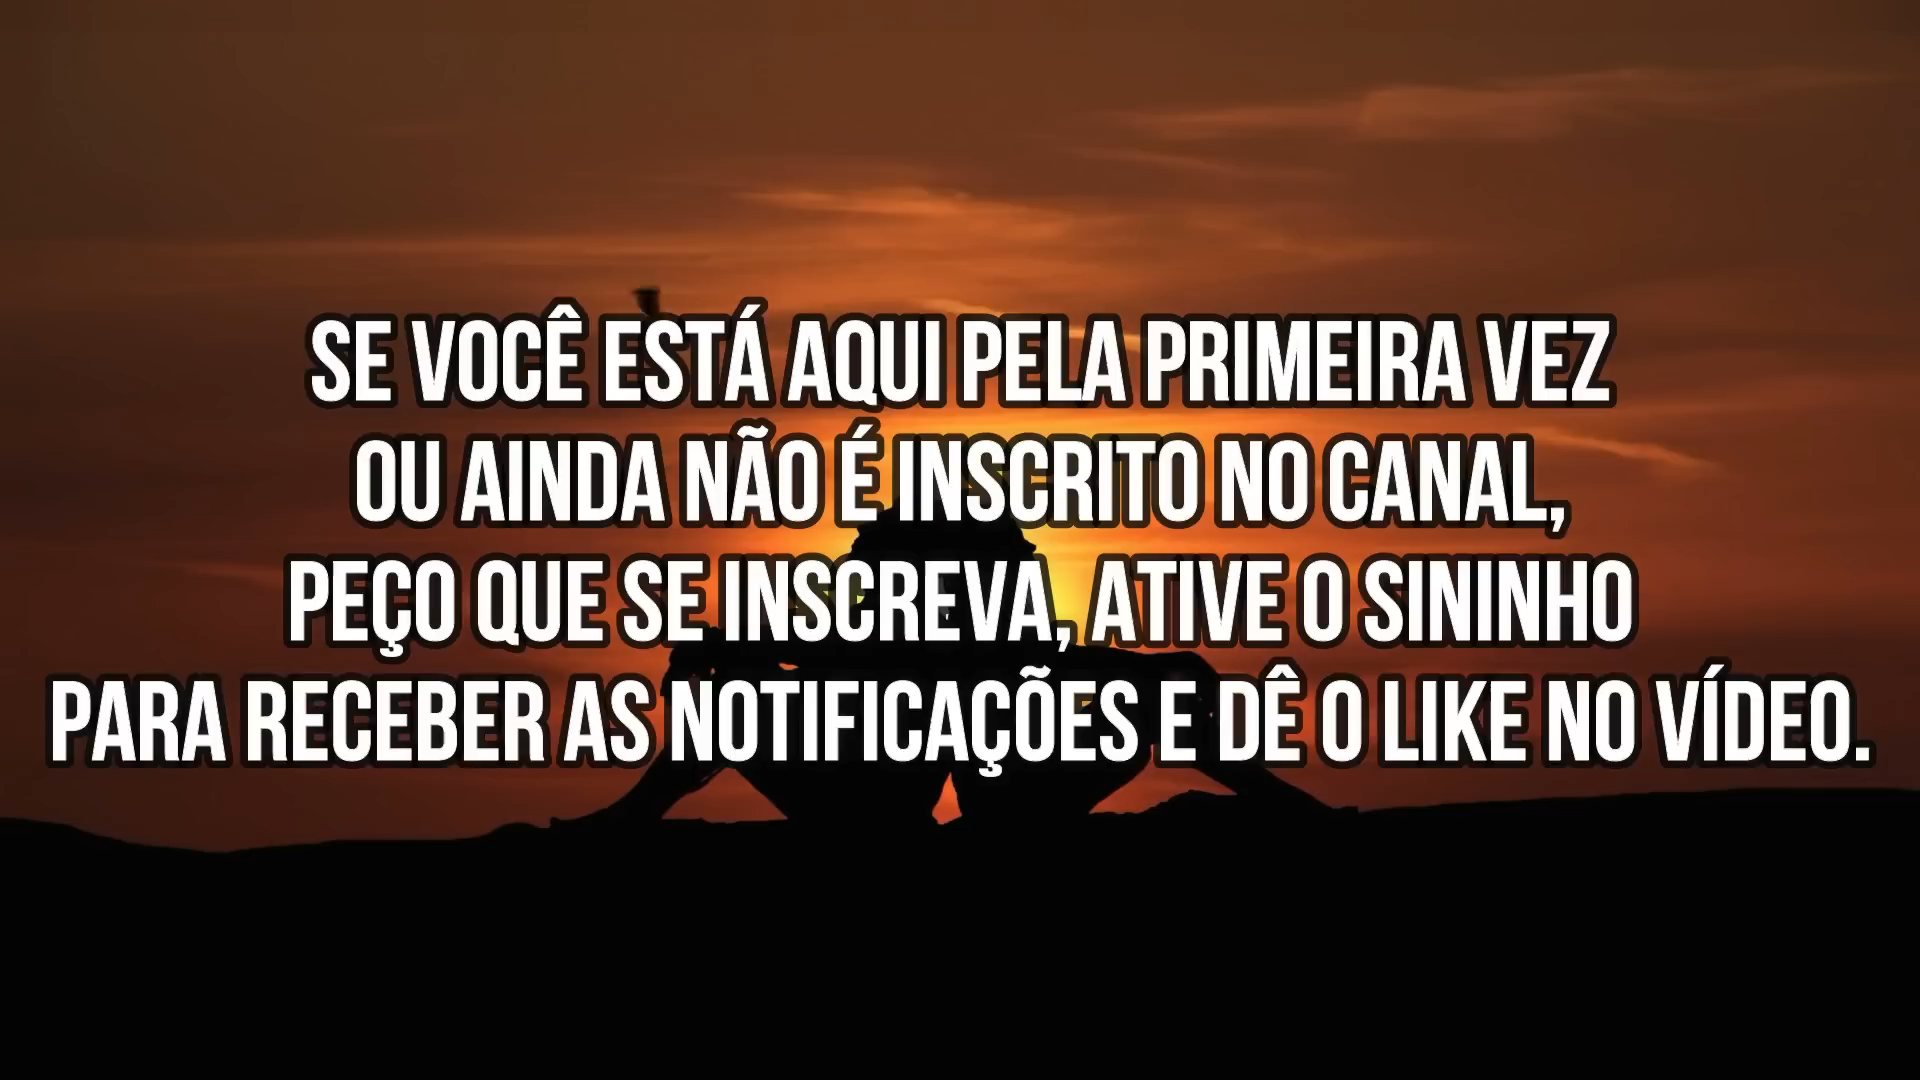 SE VOCÊ ESTÁ AQUI PELA PRIMEIRA VEZ
OU AINDA NÃO É INSCRITO NO CANAL,
PEÇO QUE SE INSCREVA, ATIVE O SININHO
PARA RECEBER AS NOTIFICAÇÕES E DÊ O LIKE NO VÍDEO.